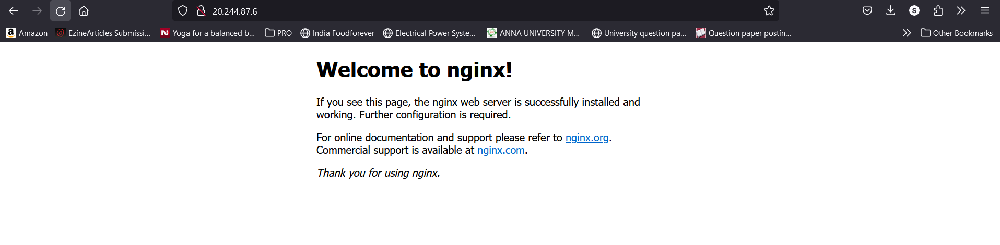 20.244.87.6
S
Amazon
EzineArticles Submissi...
Yoga for a balanced b...
PRO
India Foodforever
Electrical Power Syste...
ANNA UNIVERSITY M...
University question pa...
Question paper postin...
Other Bookmarks
Welcome to nginx!
If you see this page, the nginx web server is successfully installed and
working. Further configuration is required.
For online documentation and support please refer to nginx.org.
Commercial support is available at nginx.com.
Thank you for using nginx.